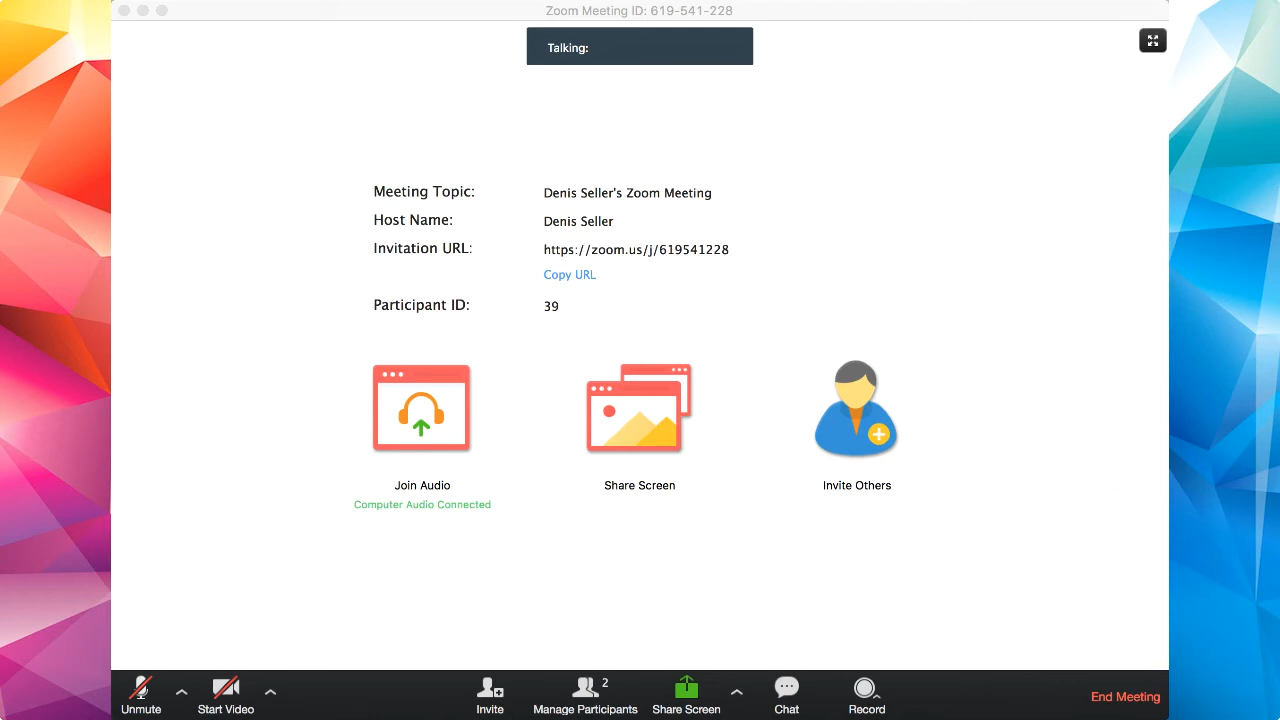 Zoom Meeting ID: 619-541-228
Talking:
Meeting Topic: Denis Seller's Zoom Meeting
Host Name: Denis Seller
Invitation URL: https://zoom.us/j/619541228
Copy URL
Participant ID: 39
Join Audio Share Screen Invite Others
Computer Audio Connected
2
Unmute Start Video Invite Manage Participants Share Screen Chat Record End Meeting